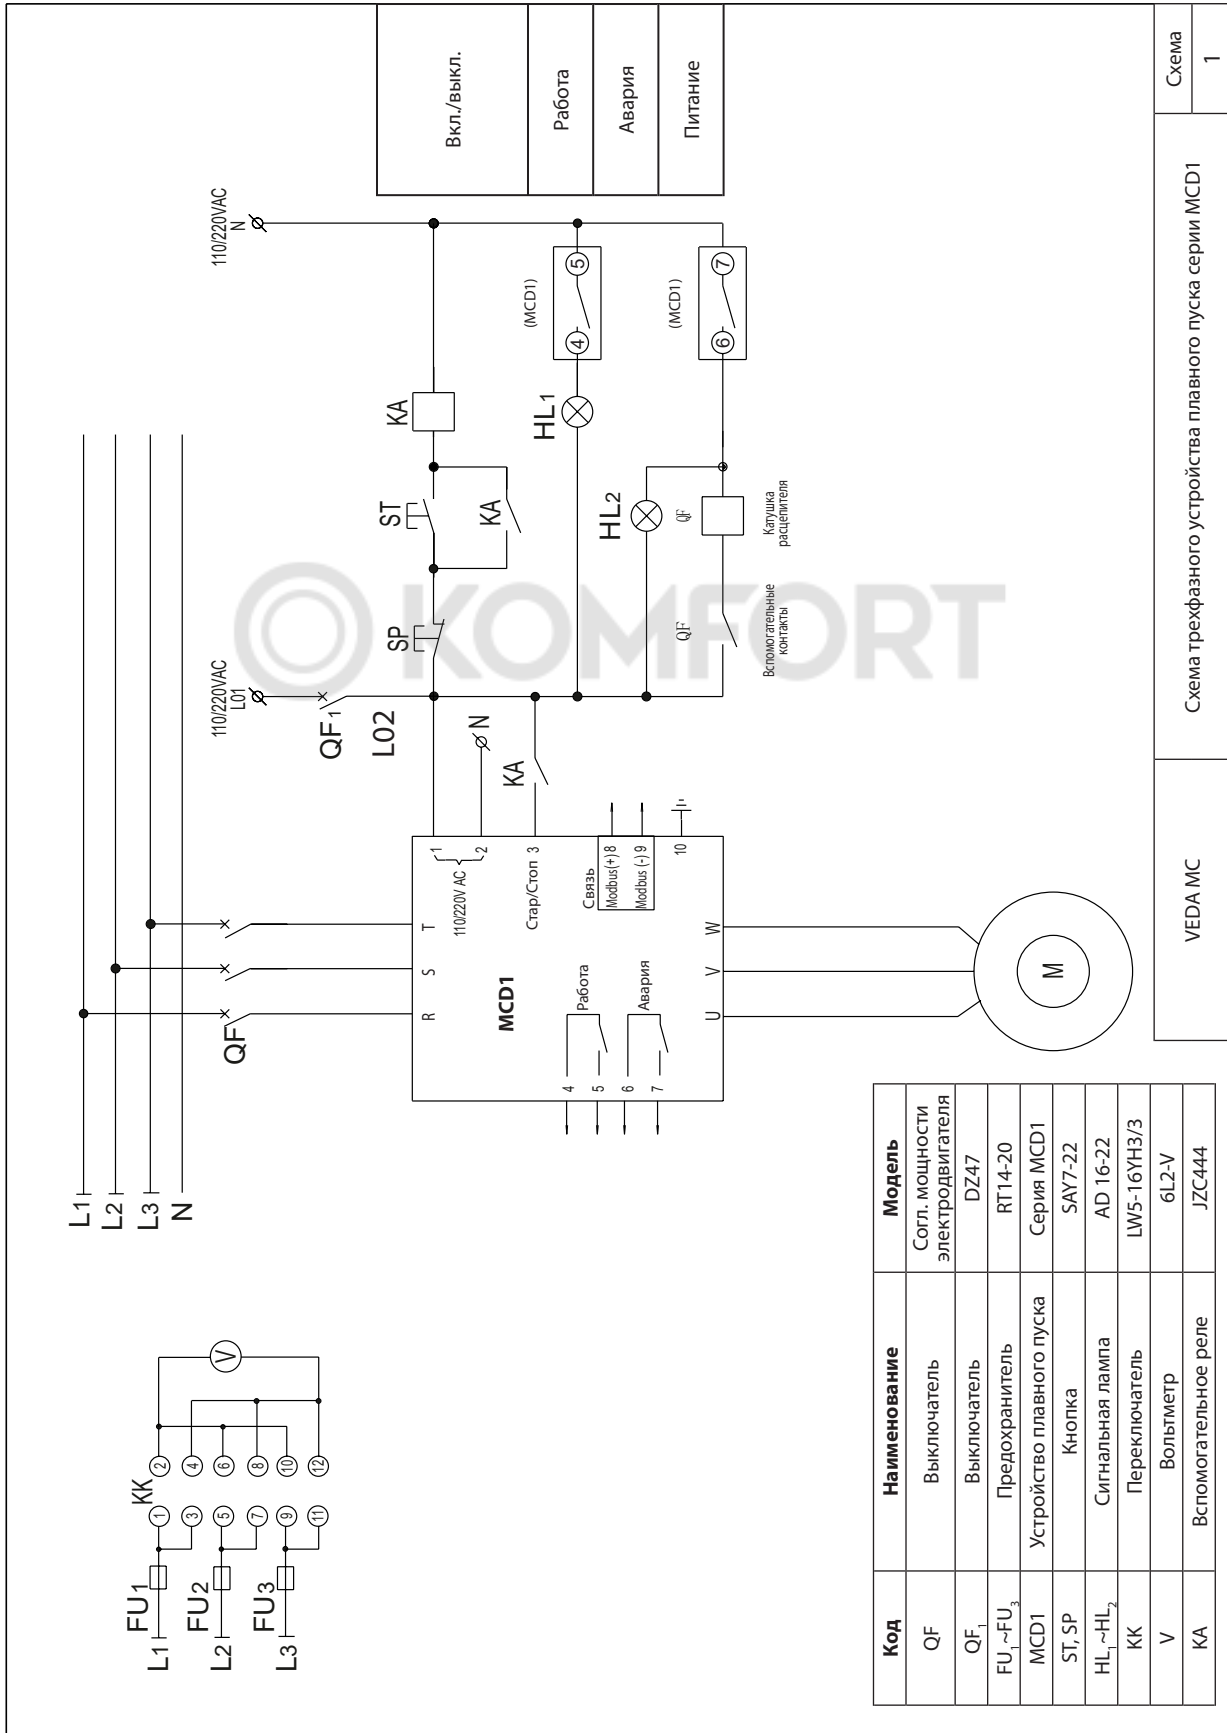 L1
FU1
L2
FU2
L3
FU3
KK
1
2
3
4
5
6
7
8
9
10
11
12
V
L1
L2
L3
N
QF
110/220VAC
L01
QF1
L02
110/220VAC
N
R
S
T
MCD1
1
2
110/220V AC
N
Стар/Стоп 3
KA
Связь
Modbus(+) 8
Modbus (-) 9
10
4
5
Работа
6
7
Авария
U
V
W
M
SP
ST
KA
KA
HL1
4
5
(MCD1)
HL2
QF
Вспомогательные
контакты
QF
Катушка
расцепителя
6
7
(MCD1)
Вкл./выкл.
Работа
Авария
Питание
KOMFORT
Код Наименование Модель
QF Выключатель Согл. мощности
электродвигателя
QF1 Выключатель DZ47
FU1~FU3 Предохранитель RT14-20
MCD1 Устройство плавного пуска Серия MCD1
ST, SP Кнопка SAY7-22
HL1~HL2 Сигнальная лампа AD 16-22
KK Переключатель LW5-16YH3/3
V Вольтметр 6L2-V
KA Вспомогательное реле JZC444
VEDA MC
Схема трехфазного устройства плавного пуска серии MCD1
Схема
1